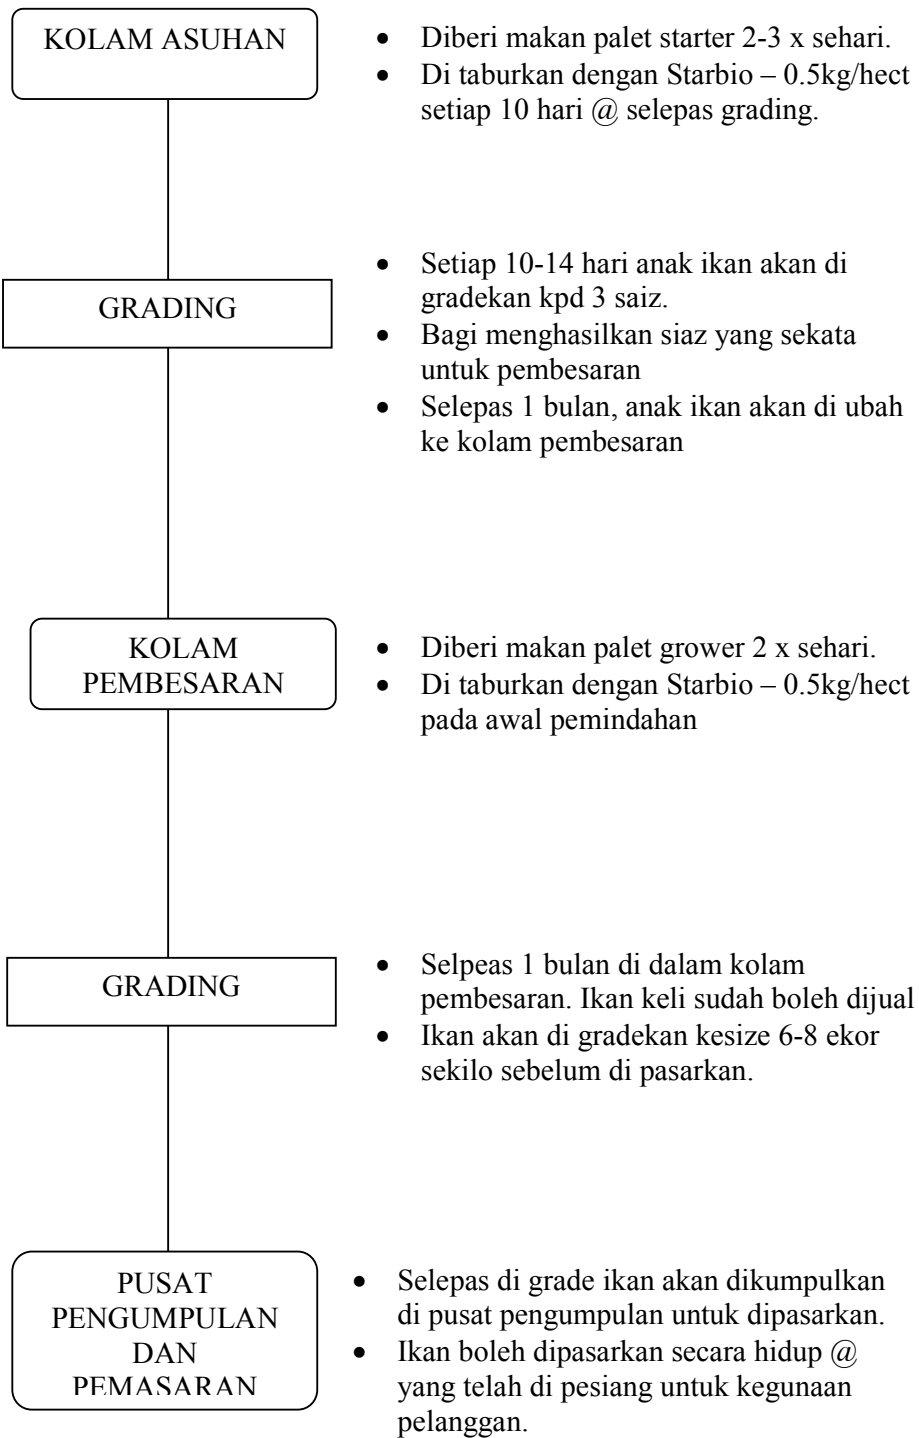 KOLAM ASUHAN
• Diberi makan palet starter 2-3 x sehari.
• Di taburkan dengan Starbio – 0.5kg/hect
setiap 10 hari @ selepas grading.
GRADING
• Setiap 10-14 hari anak ikan akan di
gradekan kpd 3 saiz.
• Bagi menghasilkan siaz yang sekata
untuk pembesaran
• Selepas 1 bulan, anak ikan akan di ubah
ke kolam pembesaran
KOLAM
PEMBESARAN
• Diberi makan palet grower 2 x sehari.
• Di taburkan dengan Starbio – 0.5kg/hect
pada awal pemindahan
GRADING
• Selpeas 1 bulan di dalam kolam
pembesaran. Ikan keli sudah boleh dijual
• Ikan akan di gradekan kesize 6-8 ekor
sekilo sebelum di pasarkan.
PUSAT
PENGUMPULAN
DAN
PEMASARAN
• Selepas di grade ikan akan dikumpulkan
di pusat pengumpulan untuk dipasarkan.
• Ikan boleh dipasarkan secara hidup @
yang telah di pesiang untuk kegunaan
pelanggan.